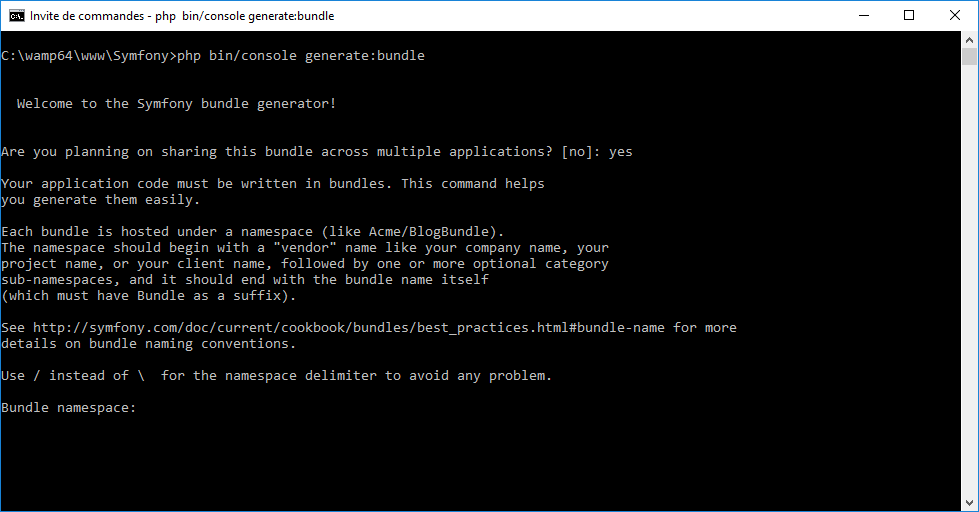 Invite de commandes - php  bin/console generate:bundle
C:\wamp64\www\Symfony>php bin/console generate:bundle
Welcome to the Symfony bundle generator!
Are you planning on sharing this bundle across multiple applications? [no]: yes
Your application code must be written in bundles. This command helps
you generate them easily.
Each bundle is hosted under a namespace (like Acme/BlogBundle).
The namespace should begin with a "vendor" name like your company name, your
project name, or your client name, followed by one or more optional category
sub-namespaces, and it should end with the bundle name itself
(which must have Bundle as a suffix).
See http://symfony.com/doc/current/cookbook/bundles/best_practices.html#bundle-name for more
details on bundle naming conventions.
Use / instead of \  for the namespace delimiter to avoid any problem.
Bundle namespace: